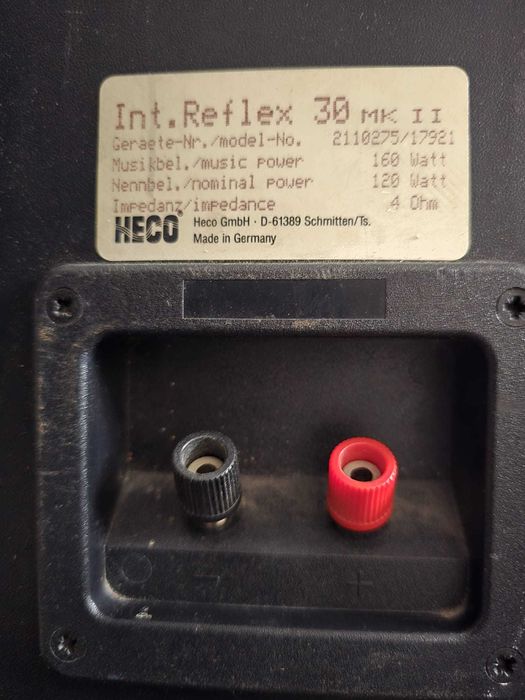 Int.Reflex 30 MK II
Geraete-Nr./model-No. 2110275/17921
Musikbel./music power 160 Watt
Nennbel./nominal power 120 Watt
Impedanz/impedance 4 Ohm
HECO® Heco GmbH · D-61389 Schmitten/Ts.
Made in Germany
- +